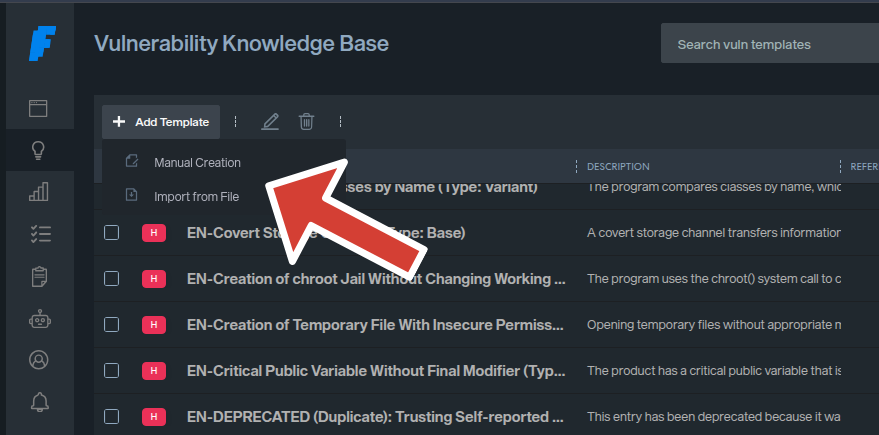 Vulnerability Knowledge Base
Search vuln templates
Add Template
Manual Creation
Import from File
DESCRIPTION
REFER
sses by Name (Type: Variant)
The program compares classes by name, whic
H
EN-Covert St
ype: Base)
A covert storage channel transfers information
H
EN-Creation of chroot Jail Without Changing Working ...
The program uses the chroot() system call to c
H
EN-Creation of Temporary File With Insecure Permiss...
Opening temporary files without appropriate m
H
EN-Critical Public Variable Without Final Modifier (Typ...
The product has a critical public variable that is
H
EN-DEPRECATED (Duplicate): Trusting Self-reported ...
This entry has been deprecated because it wa